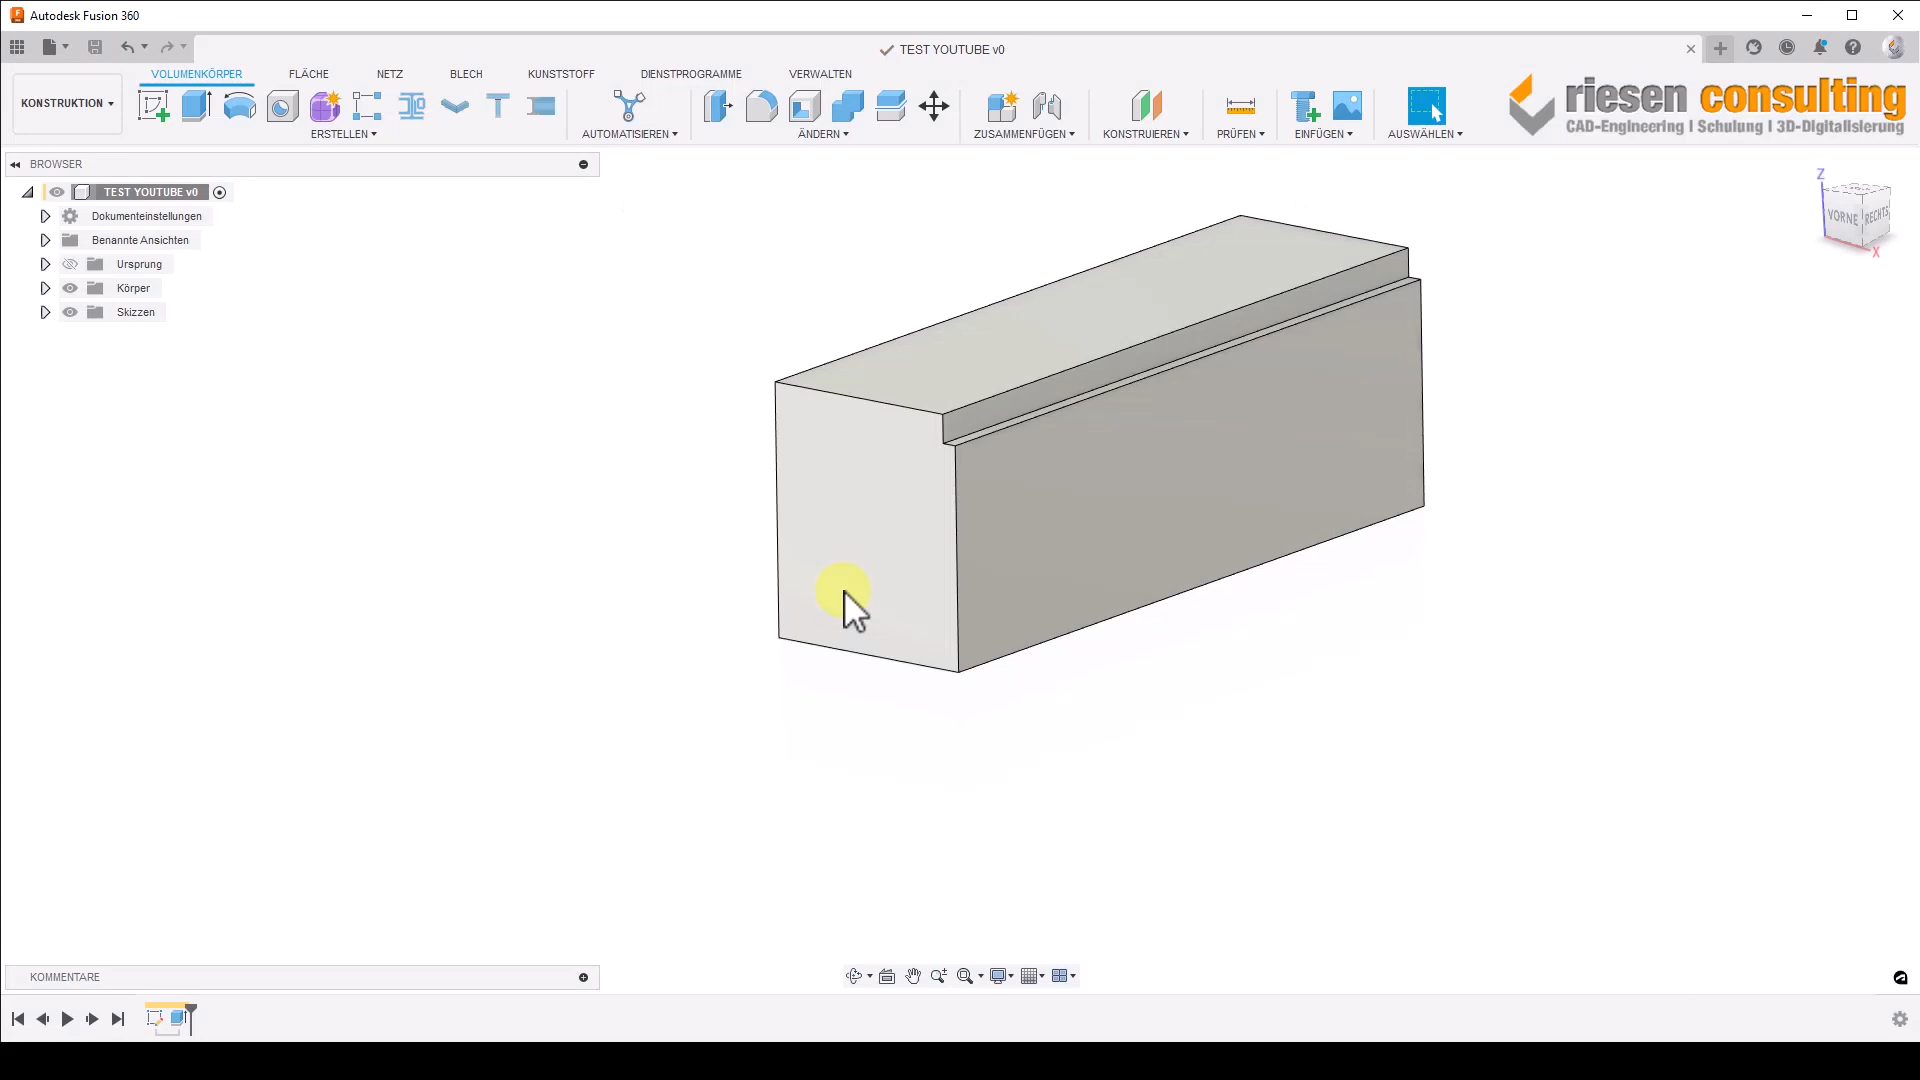 Autodesk Fusion 360
TEST YOUTUBE v0
KONSTRUKTION
VOLUMENKÖRPER
FLÄCHE
NETZ
BLECH
KUNSTSTOFF
DIENSTPROGRAMME
VERWALTEN
ERSTELLEN
AUTOMATISIEREN
ÄNDERN
ZUSAMMENFÜGEN
KONSTRUIEREN
PRÜFEN
EINFÜGEN
AUSWÄHLEN
riesen consulting
CAD-Engineering | Schulung | 3D-Digitalisierung
BROWSER
TEST YOUTUBE v0
Dokumenteinstellungen
Benannte Ansichten
Ursprung
Körper
Skizzen
Z
VORNE
RECHTS
X
KOMMENTARE